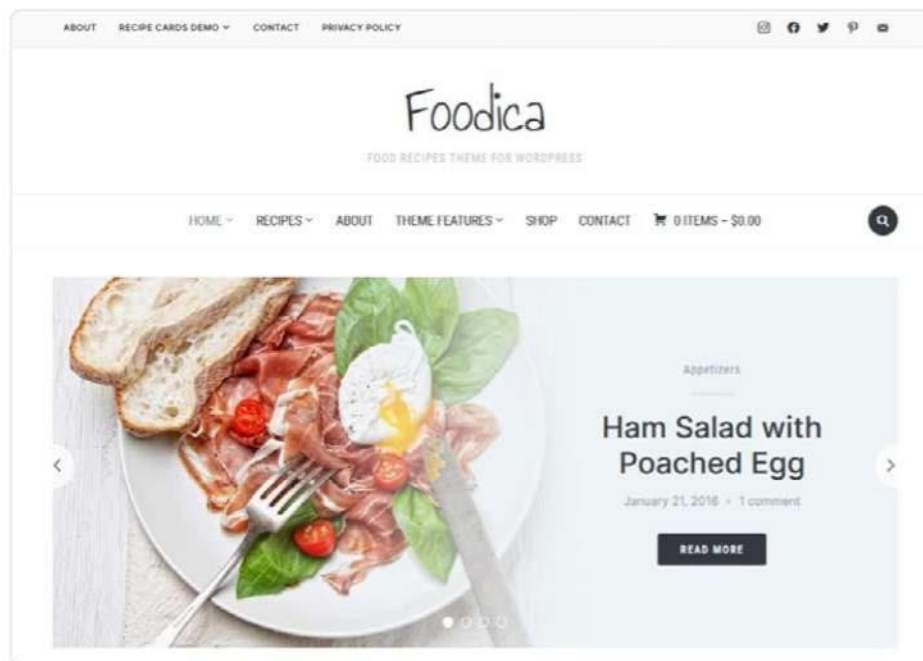 ABOUT RECIPE CARDS DEMO CONTACT PRIVACY POLICY
Foodica
FOOD RECIPES THEME FOR WORDPRESS
HOME RECIPES ABOUT THEME FEATURES SHOP CONTACT 0 ITEMS – $0.00
Appetizers
Ham Salad with
Poached Egg
January 21, 2016 • 1 comment
READ MORE